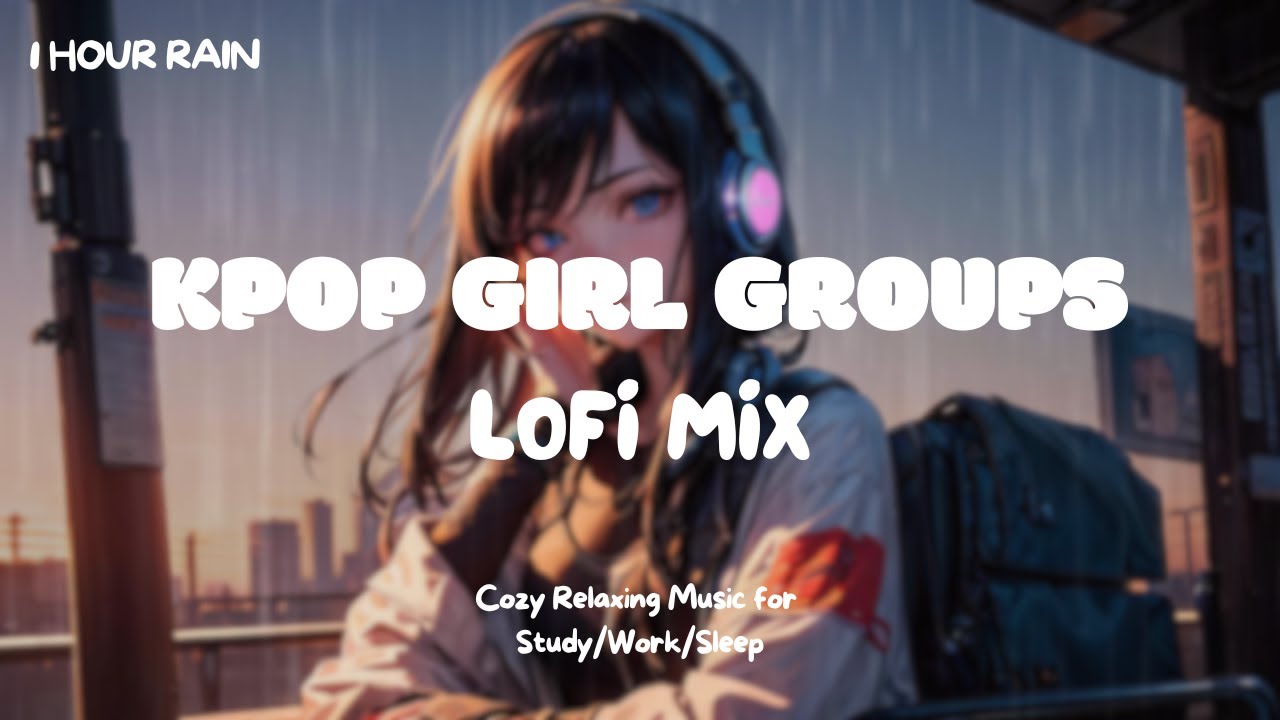 1 HOUR RAIN
KPOP GIRL GROUPS
LOFI MIX
Cozy Relaxing Music for
Study/Work/Sleep